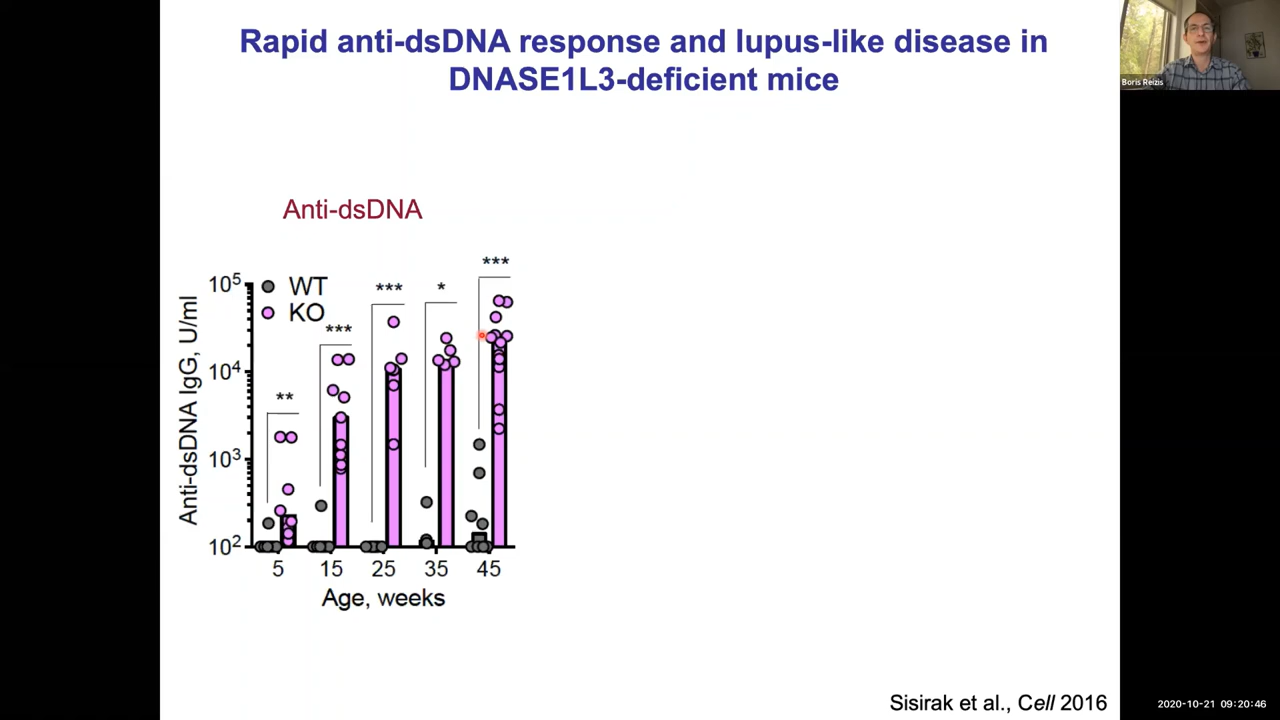 Rapid anti-dsDNA response and lupus-like disease in
DNASE1L3-deficient mice
Boris Reizis
Anti-dsDNA
Anti-dsDNA IgG, U/ml
10⁵
10⁴
10³
10²
WT
KO
**
***
***
*
***
5 15 25 35 45
Age, weeks
Sisirak et al., Cell 2016
2020-10-21 09:20:46